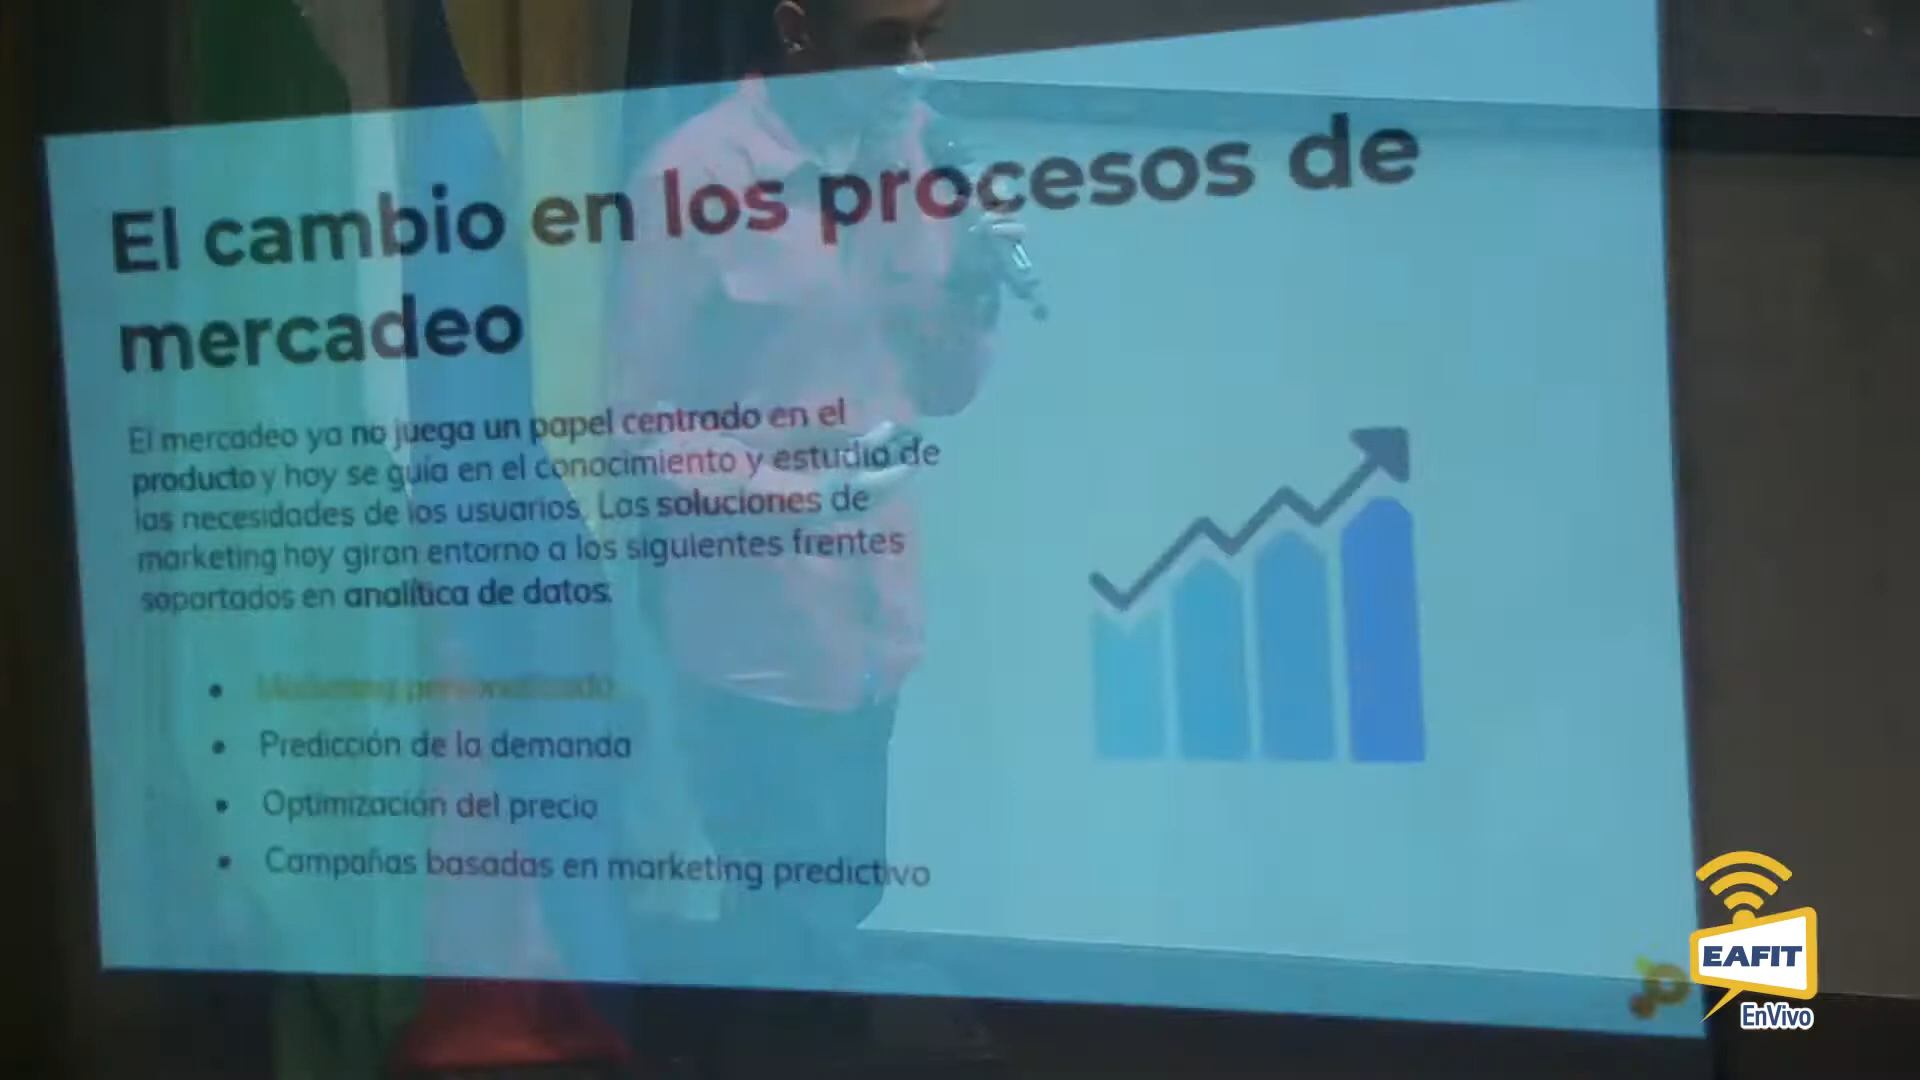 El cambio en los procesos de
mercadeo
El mercadeo ya no juega un papel centrado en el
producto y hoy se guía en el conocimiento y estudio de
las necesidades de los usuarios. Las soluciones de
marketing hoy giran entorno a los siguientes frentes
soportados en analítica de datos.
• Marketing personalizado
• Predicción de la demanda
• Optimización del precio
• Campañas basadas en marketing predictivo
EAFIT
EnVivo